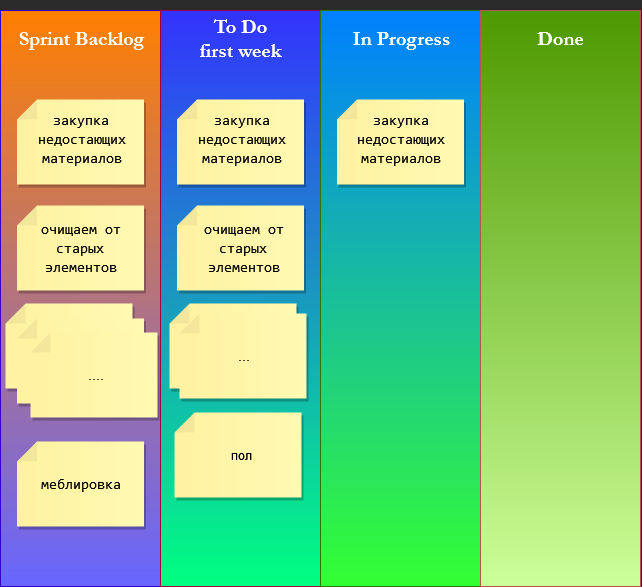 Sprint Backlog
закупка
недостающих
материалов
очищаем от
старых
элементов
....
меблировка
To Do
first week
закупка
недостающих
материалов
очищаем от
старых
элементов
...
пол
In Progress
закупка
недостающих
материалов
Done